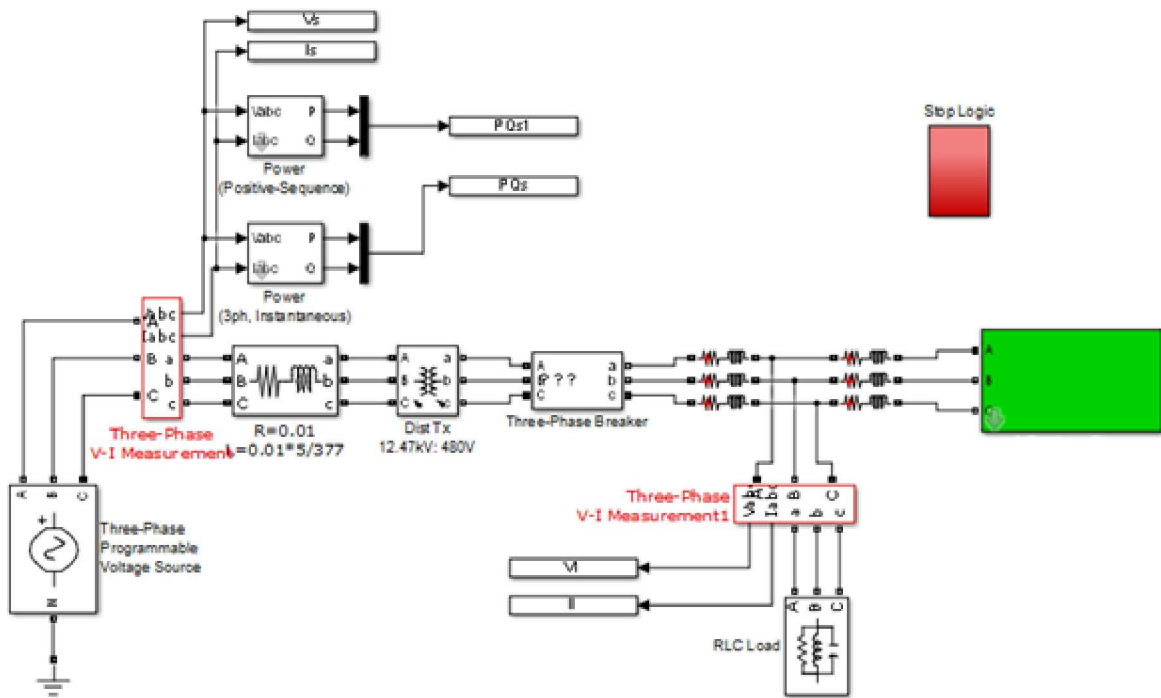 Vs
Is
Vabc
P
Iabc
Q
PQs1
Power
(Positive-Sequence)
PQs
Stop Logic
Vabc
P
Iabc
Q
Power
(3ph, Instantaneous)
A
B
C
abc
Iabc
a
b
c
A
B
C
a
b
c
A
B
C
a
b
c
A
B
C
???
a
b
c
A
B
C
Three-Phase
V-I Measurement
R=0.01
L=0.01*5/377
Dist Tx
12.47kV: 480V
Three-Phase Breaker
A B C
Three-Phase
Programmable
Voltage Source
+
N
Three-Phase
V-I Measurement1
Vabc
Iabc
A
B
C
a
b
c
Vl
Il
A B C
RLC Load